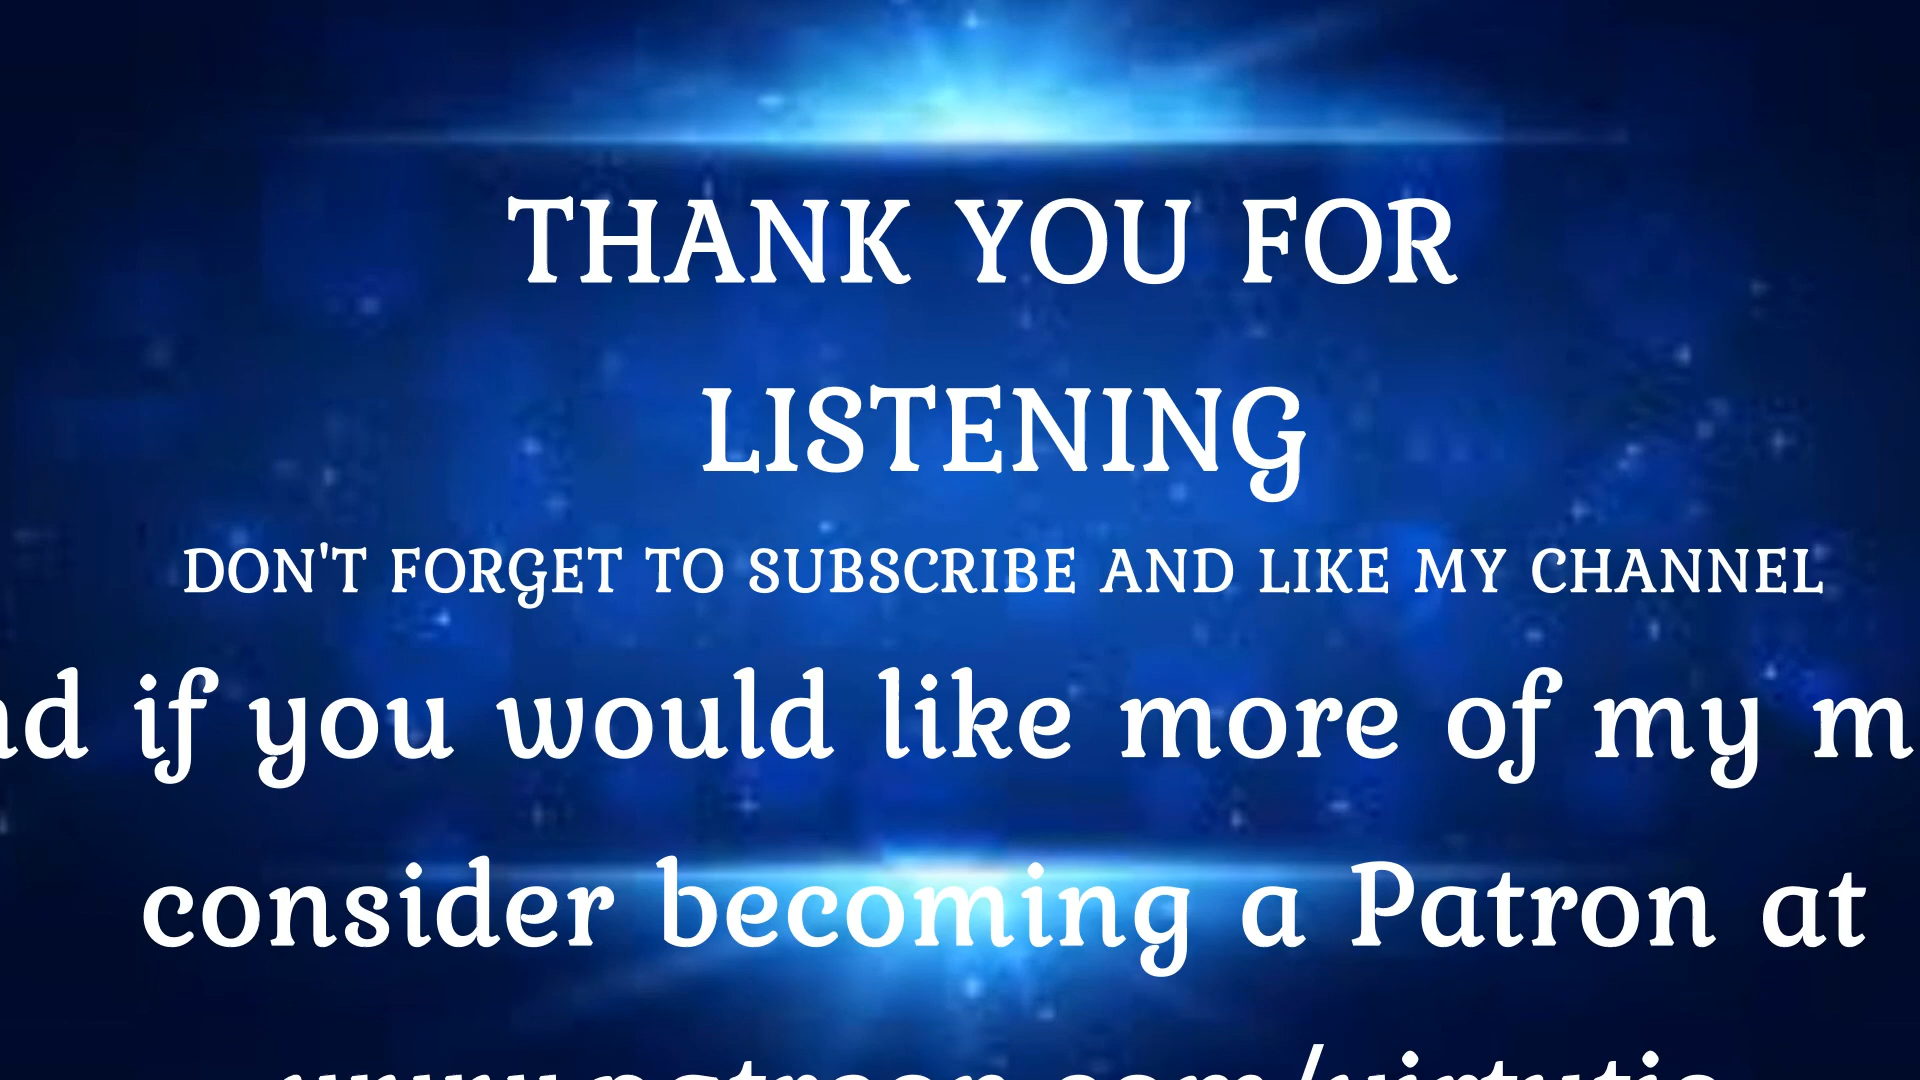 THANK YOU FOR
LISTENING
DON'T FORGET TO SUBSCRIBE AND LIKE MY CHANNEL
if you would like more of my
consider becoming a Patron at